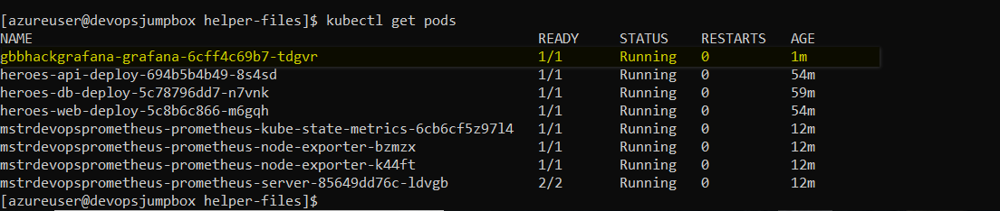 [azureuser@devopsjumpbox helper-files]$ kubectl get pods
NAME READY STATUS RESTARTS AGE
gbbhackgrafana-grafana-6cff4c69b7-tdgvr 1/1 Running 0 1m
heroes-api-deploy-694b5b4b49-8s4sd 1/1 Running 0 54m
heroes-db-deploy-5c78796dd7-n7vnk 1/1 Running 0 59m
heroes-web-deploy-5c8b6c866-m6gqh 1/1 Running 0 54m
mstrdevopsprometheus-prometheus-kube-state-metrics-6cb6cf5z97l4 1/1 Running 0 12m
mstrdevopsprometheus-prometheus-node-exporter-bzmzx 1/1 Running 0 12m
mstrdevopsprometheus-prometheus-node-exporter-k44ft 1/1 Running 0 12m
mstrdevopsprometheus-prometheus-server-85649dd76c-ldvgb 2/2 Running 0 12m
[azureuser@devopsjumpbox helper-files]$